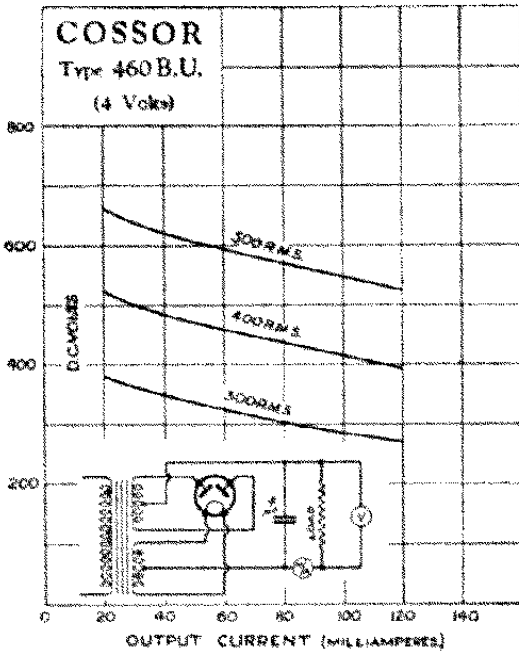 COSSOR
Type 460 B.U.
(4 Volts)
800
600
400
200
D.C. VOLTS
500 R.M.S.
400 R.M.S.
300 R.M.S.
LOAD
V
0 20 40 60 80 100 120 140
OUTPUT CURRENT (MILLIAMPERES)